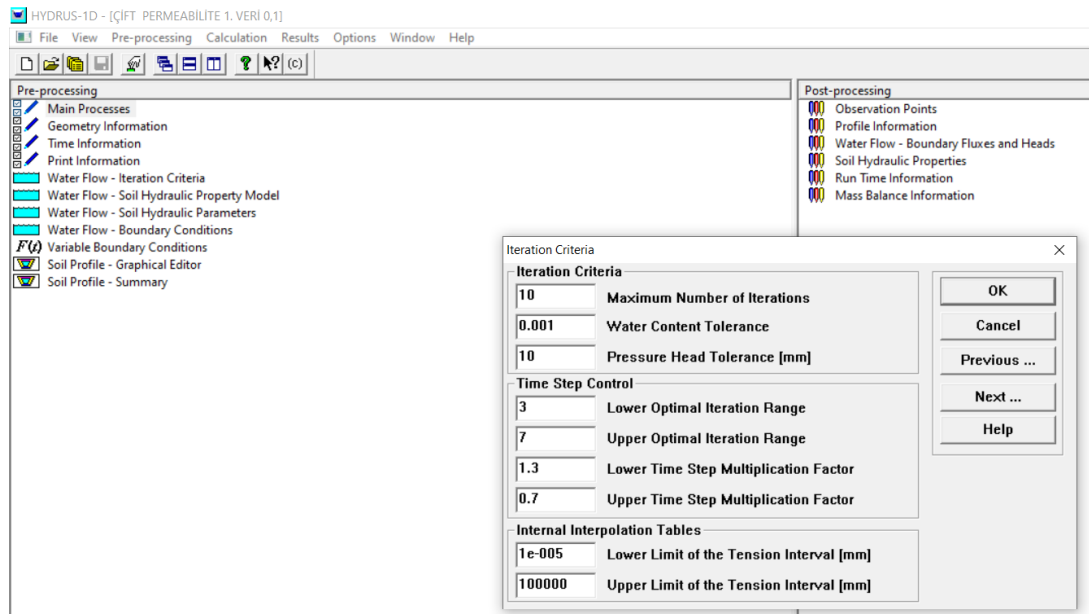 HYDRUS-1D - [ÇİFT PERMEABİLİTE 1. VERİ 0,1]
File View Pre-processing Calculation Results Options Window Help
Pre-processing
Main Processes
Geometry Information
Time Information
Print Information
Water Flow - Iteration Criteria
Water Flow - Soil Hydraulic Property Model
Water Flow - Soil Hydraulic Parameters
Water Flow - Boundary Conditions
F(t) Variable Boundary Conditions
Soil Profile - Graphical Editor
Soil Profile - Summary
Post-processing
Observation Points
Profile Information
Water Flow - Boundary Fluxes and Heads
Soil Hydraulic Properties
Run Time Information
Mass Balance Information
Iteration Criteria
Iteration Criteria
10 Maximum Number of Iterations
0.001 Water Content Tolerance
10 Pressure Head Tolerance [mm]
Time Step Control
3 Lower Optimal Iteration Range
7 Upper Optimal Iteration Range
1.3 Lower Time Step Multiplication Factor
0.7 Upper Time Step Multiplication Factor
Internal Interpolation Tables
1e-005 Lower Limit of the Tension Interval [mm]
100000 Upper Limit of the Tension Interval [mm]
OK
Cancel
Previous ...
Next ...
Help